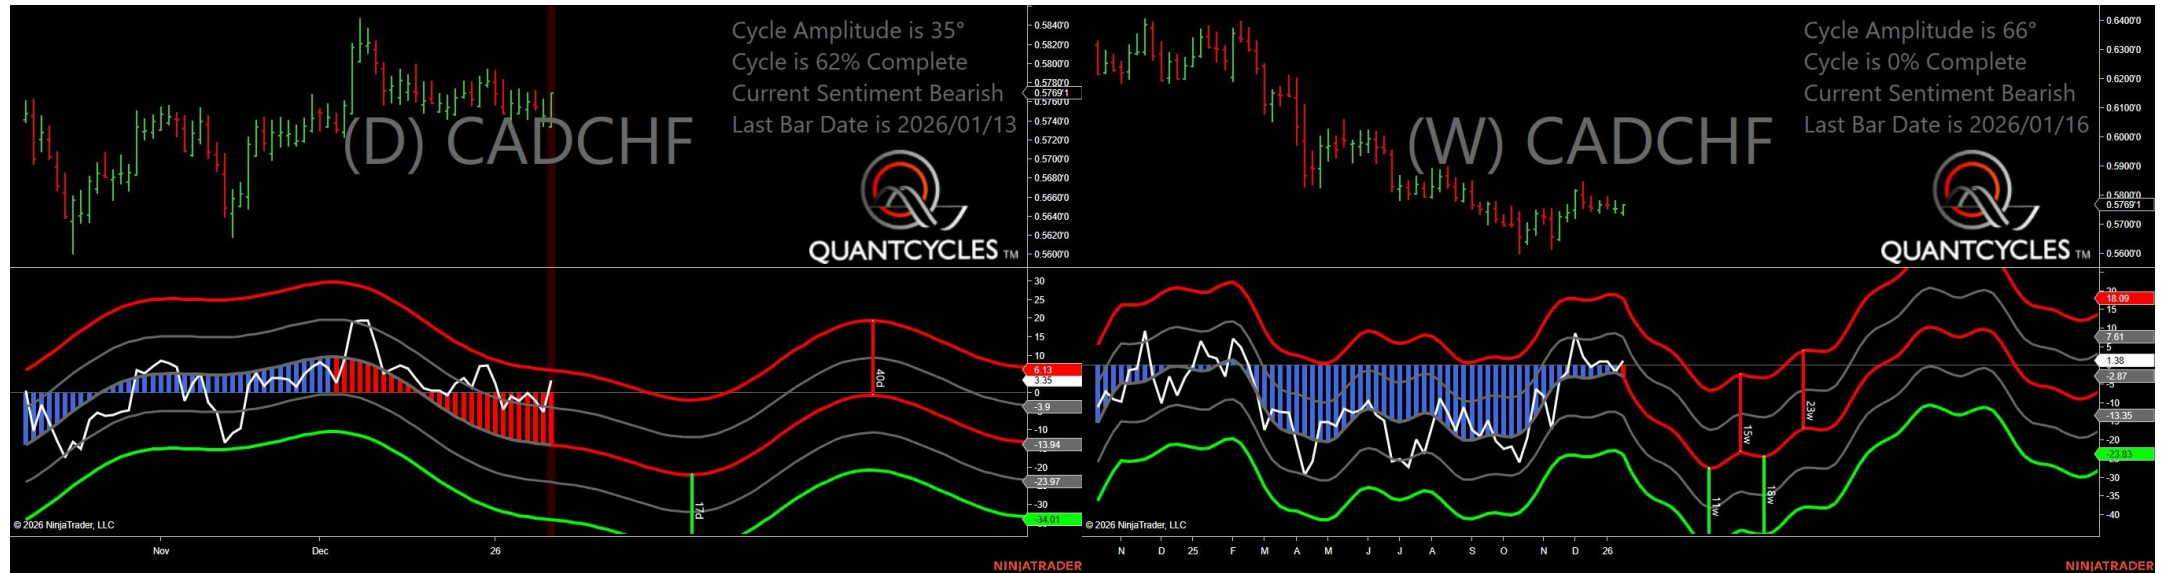 Cycle Amplitude is 35°
Cycle is 62% Complete
Current Sentiment Bearish
Last Bar Date is 2026/01/13
(D) CADCHF
QUANTCYCLES TM
0.5840'0
0.5820'0
0.5800'0
0.5780'0
0.5769'1
0.5760'0
0.5740'0
0.5720'0
0.5700'0
0.5680'0
0.5660'0
0.5640'0
0.5620'0
0.5600'0
30
25
20
15
10
6.13
3.35
0
-3.9
-10
-13.94
-20
-23.97
-30
-34.01
40d
17d
© 2026 NinjaTrader, LLC
Nov Dec 26
NINJATRADER
Cycle Amplitude is 66°
Cycle is 0% Complete
Current Sentiment Bearish
Last Bar Date is 2026/01/16
(W) CADCHF
QUANTCYCLES TM
0.6400'0
0.6300'0
0.6200'0
0.6100'0
0.6000'0
0.5900'0
0.5800'0
0.5769'1
0.5700'0
0.5600'0
18.09
15
10
7.61
5
1.38
-2.87
-5
-10
-13.35
-20
-23.83
-30
-35
-40
15w
23w
11w
18w
© 2026 NinjaTrader, LLC
N D 25 F M A M J J A S O N D 26
NINJATRADER